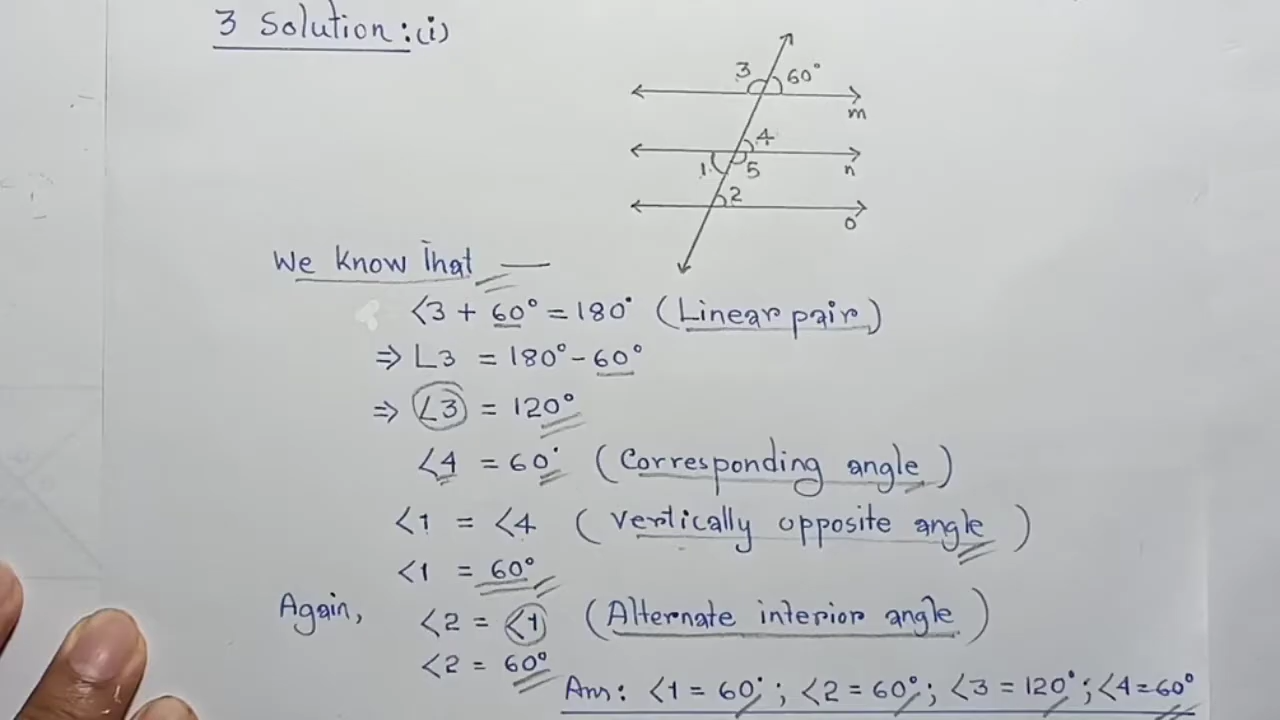 3 Solution:(i)
3 60°
m
4
1 5 n
2
o
We know that —
<3 + 60° = 180° (Linear pair)
⇒ ∠3 = 180° - 60°
⇒ ∠3 = 120°
<4 = 60° (Corresponding angle)
<1 = <4 (Vertically opposite angle)
<1 = 60°
Again, <2 = <1 (Alternate interior angle)
<2 = 60°
Ans: <1 = 60°; <2 = 60°; <3 = 120°; <4 = 60°